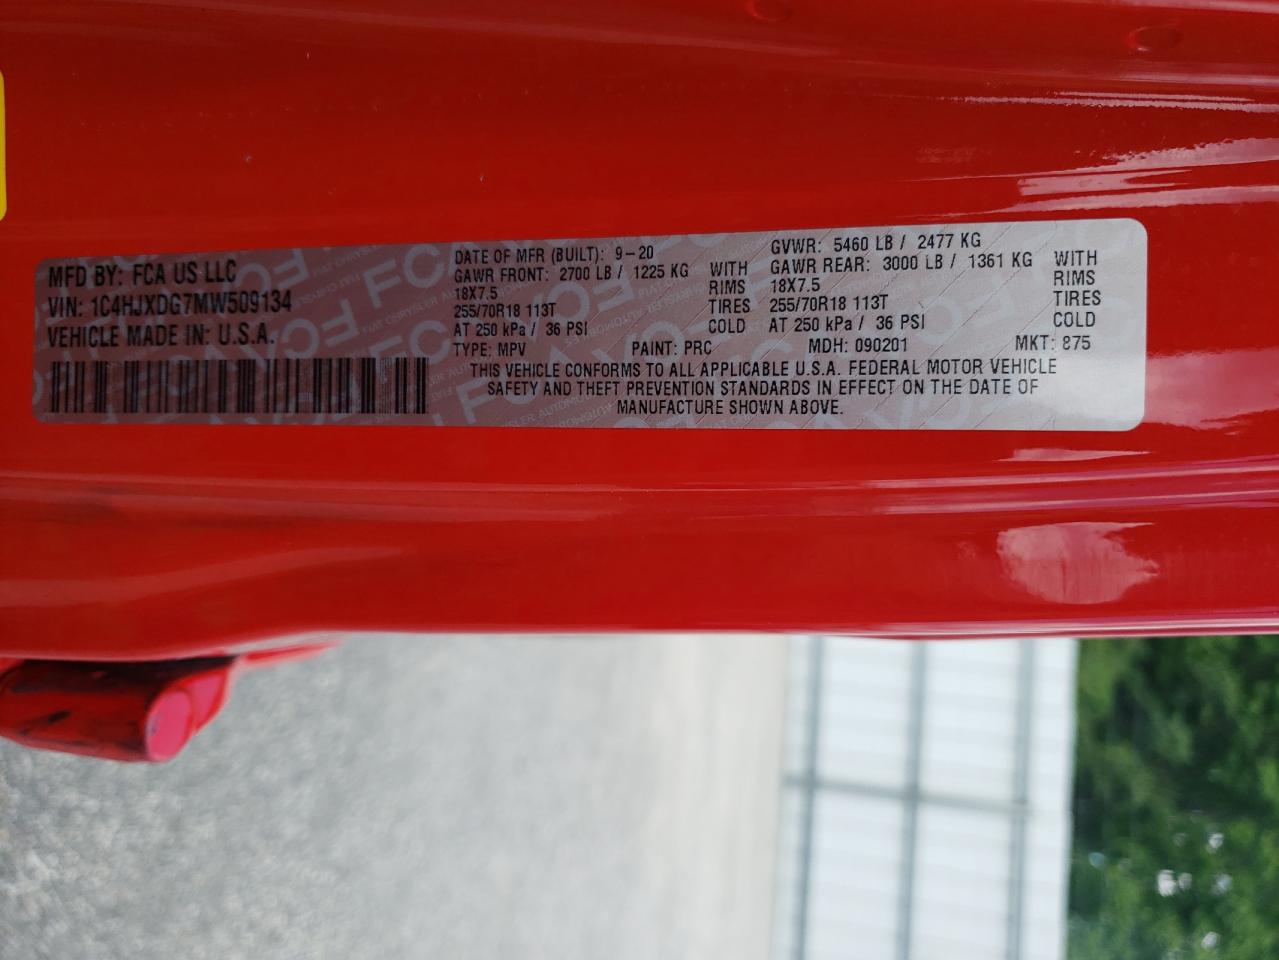 MFD BY: FCA US LLC
VIN: 1C4HJXDG7MW509134
VEHICLE MADE IN: U.S.A.
DATE OF MFR (BUILT): 9-20
GAWR FRONT: 2700 LB / 1225 KG WITH
18X7.5 RIMS
255/70R18 113T TIRES
AT 250 kPa / 36 PSI COLD
GVWR: 5460 LB / 2477 KG
GAWR REAR: 3000 LB / 1361 KG WITH
18X7.5 RIMS
255/70R18 113T TIRES
AT 250 kPa / 36 PSI COLD
TYPE: MPV PAINT: PRC MDH: 090201 MKT: 875
THIS VEHICLE CONFORMS TO ALL APPLICABLE U.S.A. FEDERAL MOTOR VEHICLE
SAFETY AND THEFT PREVENTION STANDARDS IN EFFECT ON THE DATE OF
MANUFACTURE SHOWN ABOVE.